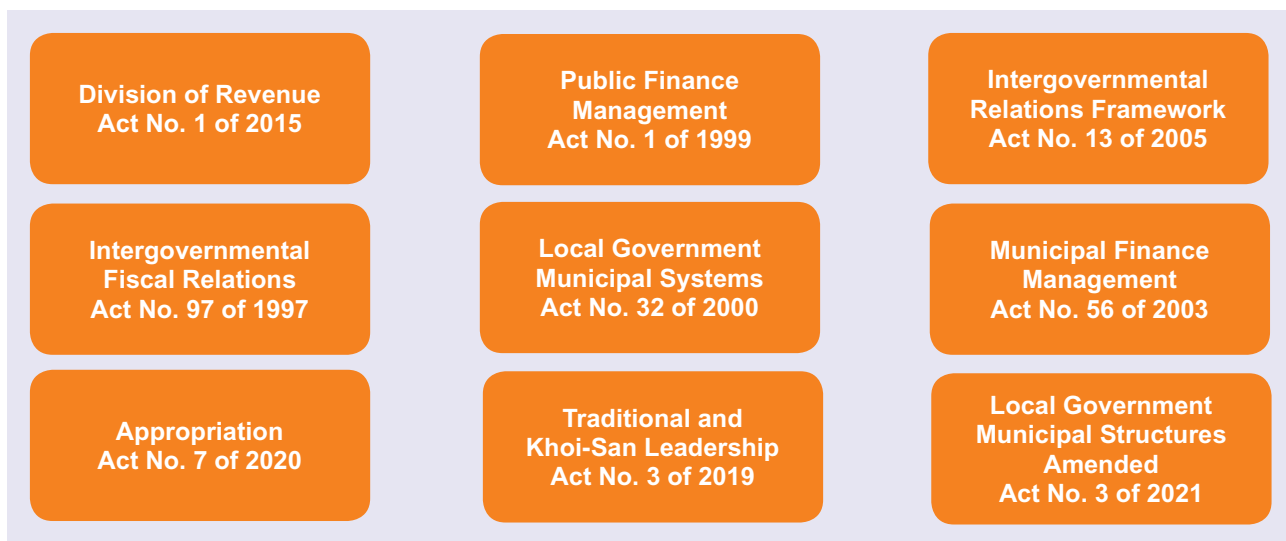 Division of Revenue
Act No. 1 of 2015
Public Finance
Management
Act No. 1 of 1999
Intergovernmental
Relations Framework
Act No. 13 of 2005
Intergovernmental
Fiscal Relations
Act No. 97 of 1997
Local Government
Municipal Systems
Act No. 32 of 2000
Municipal Finance
Management
Act No. 56 of 2003
Appropriation
Act No. 7 of 2020
Traditional and
Khoi-San Leadership
Act No. 3 of 2019
Local Government
Municipal Structures
Amended
Act No. 3 of 2021